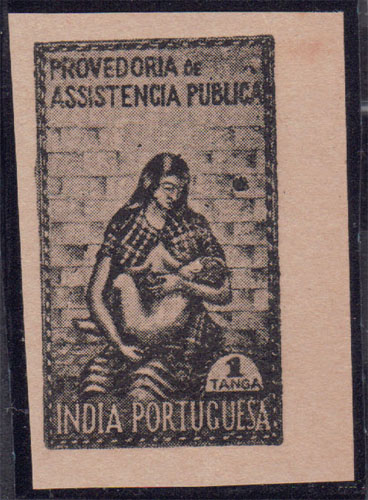 PROVEDORIA DE
ASSISTENCIA PUBLICA
1
TANGA
INDIA PORTUGUESA